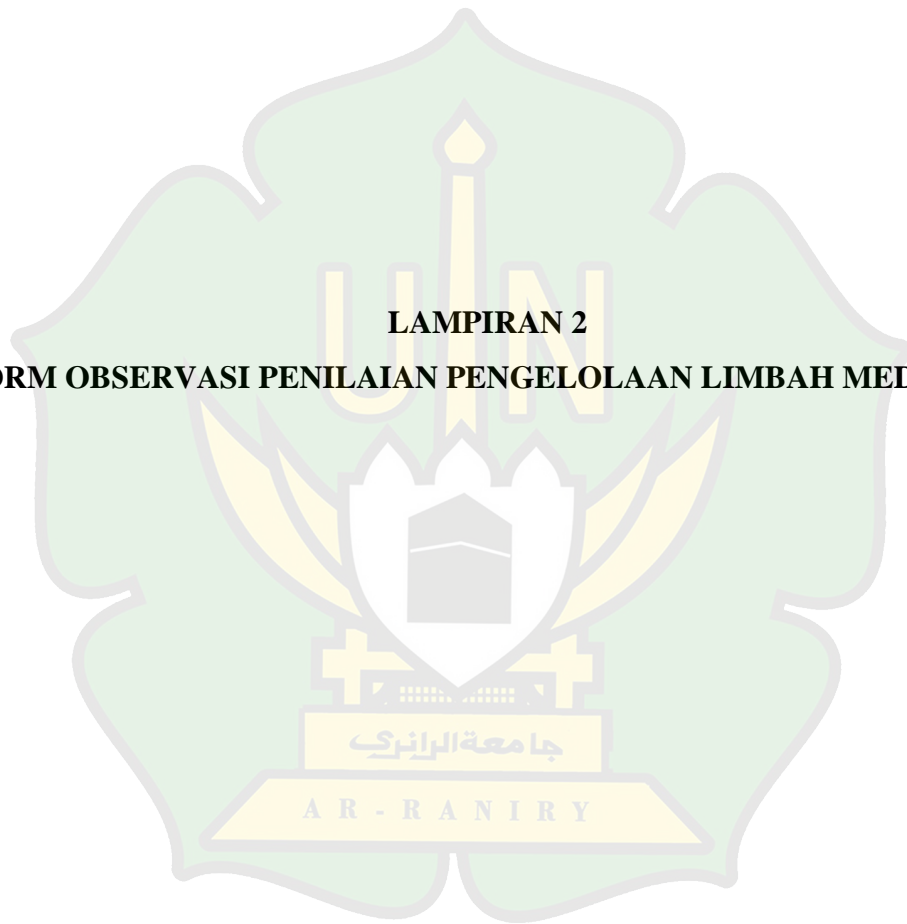 UIN
LAMPIRAN 2
ORM OBSERVASI PENILAIAN PENGELOLAAN LIMBAH MED
جامعة الرانري
AR-RANIRY